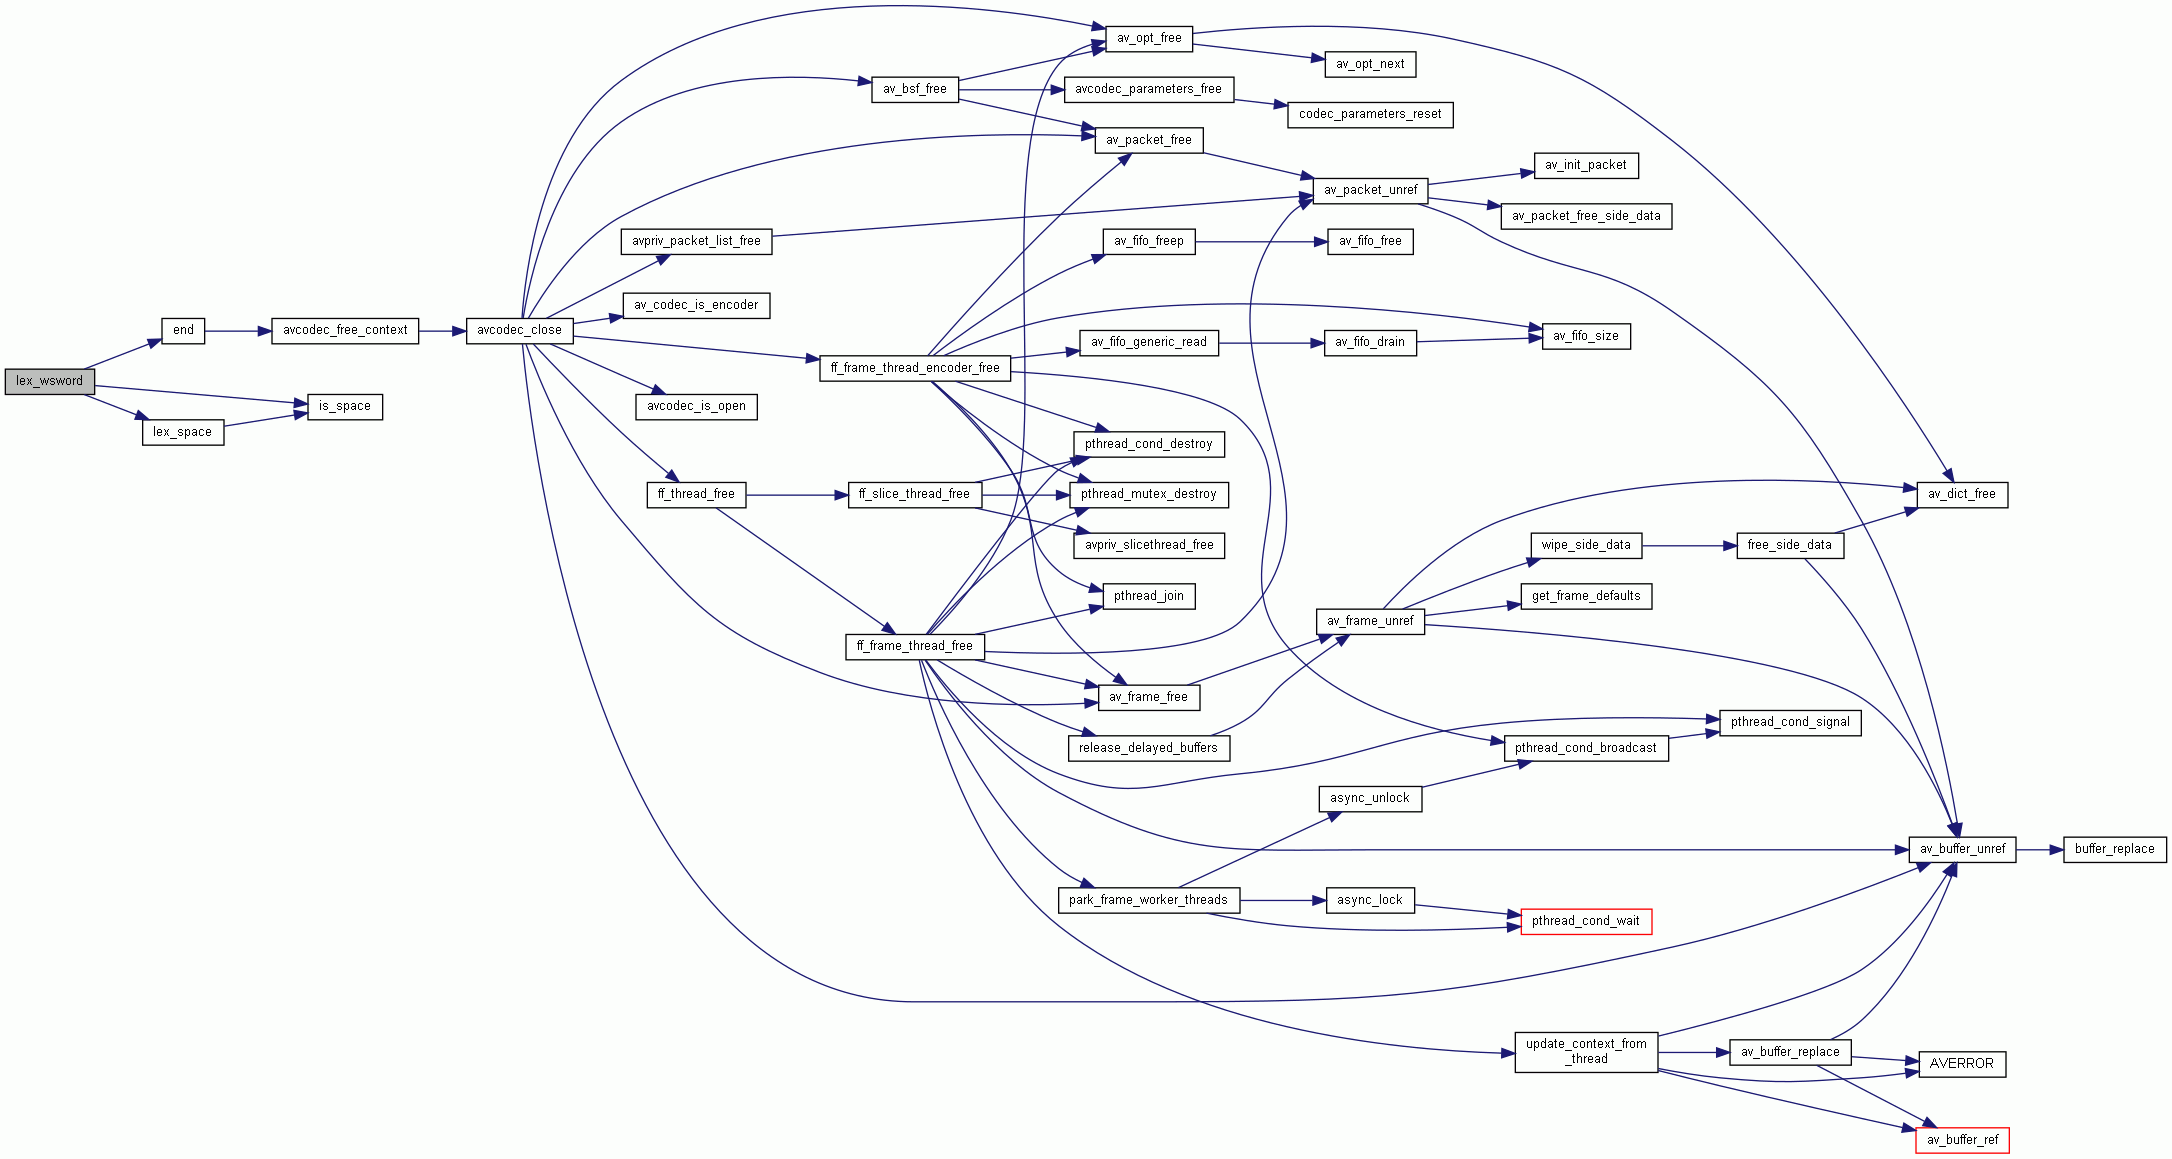 lex_wsword
end
avcodec_free_context
avcodec_close
is_space
lex_space
av_opt_free
av_opt_next
av_bsf_free
avcodec_parameters_free
codec_parameters_reset
av_packet_free
av_packet_unref
av_init_packet
av_packet_free_side_data
avpriv_packet_list_free
av_fifo_freep
av_fifo_free
av_codec_is_encoder
ff_frame_thread_encoder_free
av_fifo_generic_read
av_fifo_drain
av_fifo_size
avcodec_is_open
pthread_cond_destroy
ff_thread_free
ff_slice_thread_free
pthread_mutex_destroy
av_dict_free
avpriv_slicethread_free
wipe_side_data
free_side_data
pthread_join
get_frame_defaults
av_frame_unref
ff_frame_thread_free
av_frame_free
pthread_cond_signal
release_delayed_buffers
pthread_cond_broadcast
async_unlock
av_buffer_unref
buffer_replace
park_frame_worker_threads
async_lock
pthread_cond_wait
update_context_from
_thread
av_buffer_replace
AVERROR
av_buffer_ref